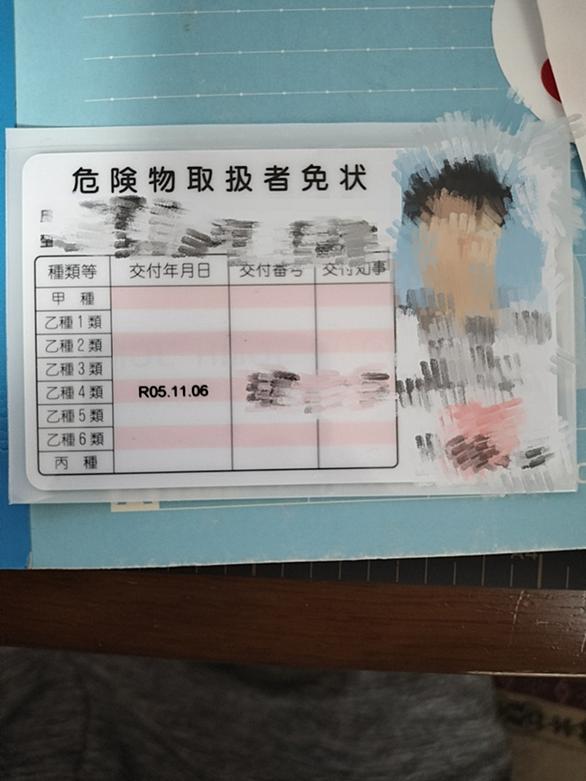 危険物取扱者免状
種類等 交付年月日 交付番号 交付知事
甲 種
乙種1類
乙種2類
乙種3類
乙種4類 R05.11.06
乙種5類
乙種6類
丙 種